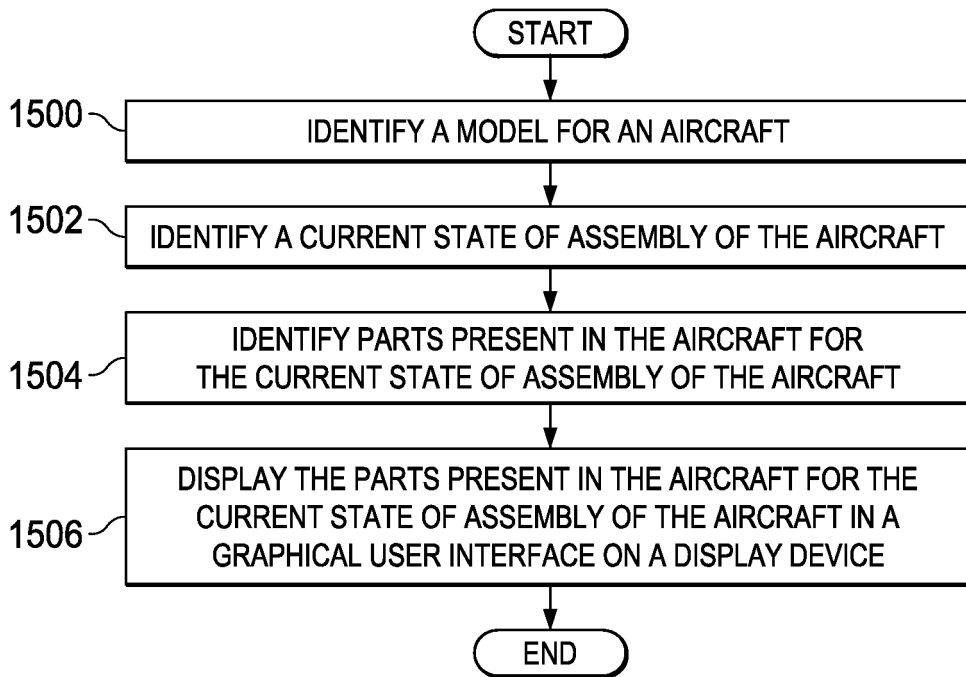 START
1500
IDENTIFY A MODEL FOR AN AIRCRAFT
1502
IDENTIFY A CURRENT STATE OF ASSEMBLY OF THE AIRCRAFT
1504
IDENTIFY PARTS PRESENT IN THE AIRCRAFT FOR
THE CURRENT STATE OF ASSEMBLY OF THE AIRCRAFT
1506
DISPLAY THE PARTS PRESENT IN THE AIRCRAFT FOR THE
CURRENT STATE OF ASSEMBLY OF THE AIRCRAFT IN A
GRAPHICAL USER INTERFACE ON A DISPLAY DEVICE
END